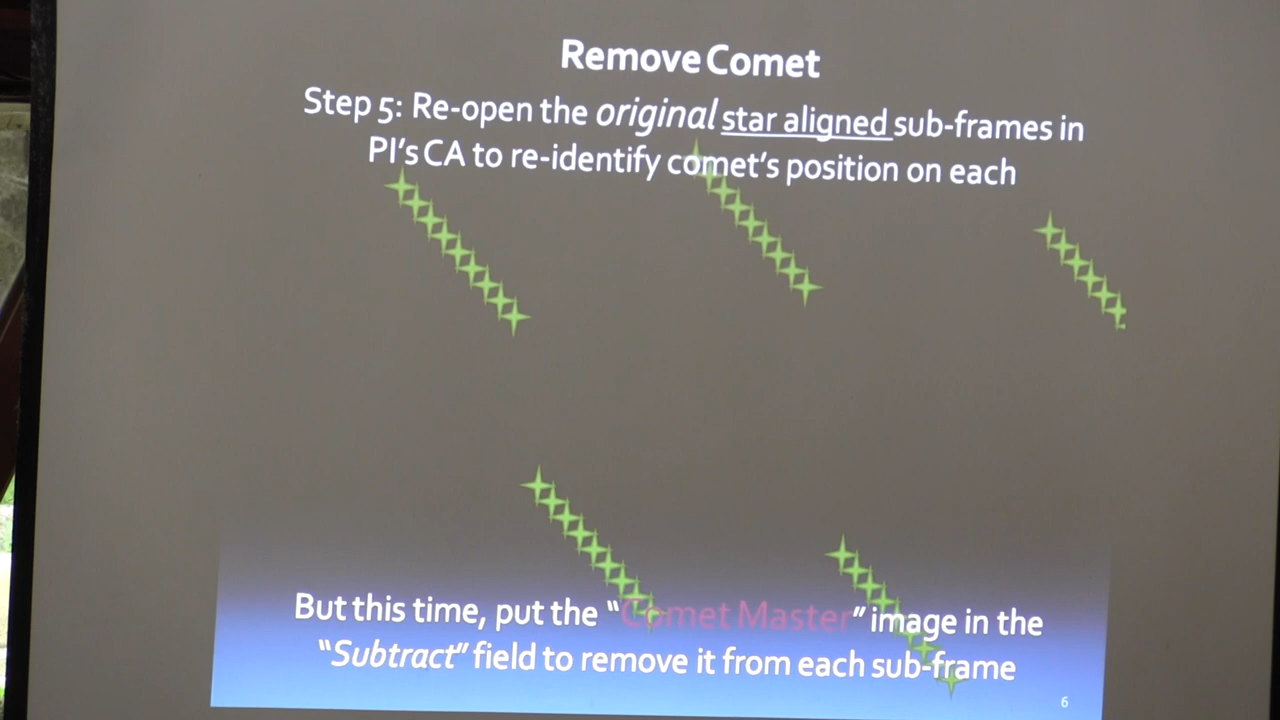 Remove Comet
Step 5: Re-open the original star aligned sub-frames in
PI's CA to re-identify comet's position on each
But this time, put the “Comet Master” image in the
“Subtract” field to remove it from each sub-frame
6